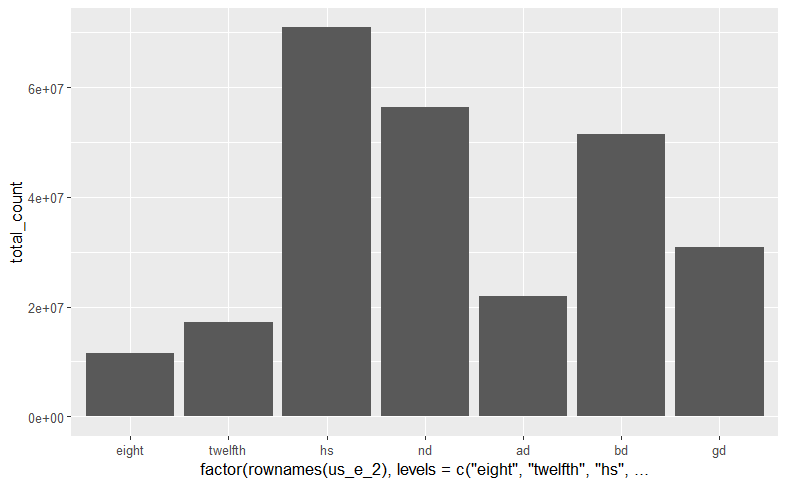 total_count
6e+07
4e+07
2e+07
0e+00
eight twelfth hs nd ad bd gd
factor(rownames(us_e_2), levels = c("eight", "twelfth", "hs", ...